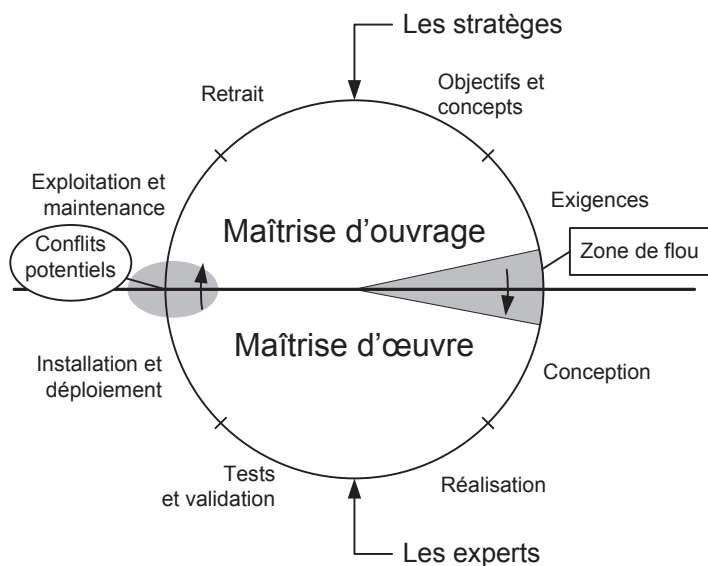 Les stratèges
Objectifs et
concepts
Retrait
Exploitation et
maintenance
Exigences
Maîtrise d'ouvrage
Conflits
potentiels
Zone de flou
Maîtrise d'œuvre
Installation et
déploiement
Conception
Tests
et validation
Réalisation
Les experts